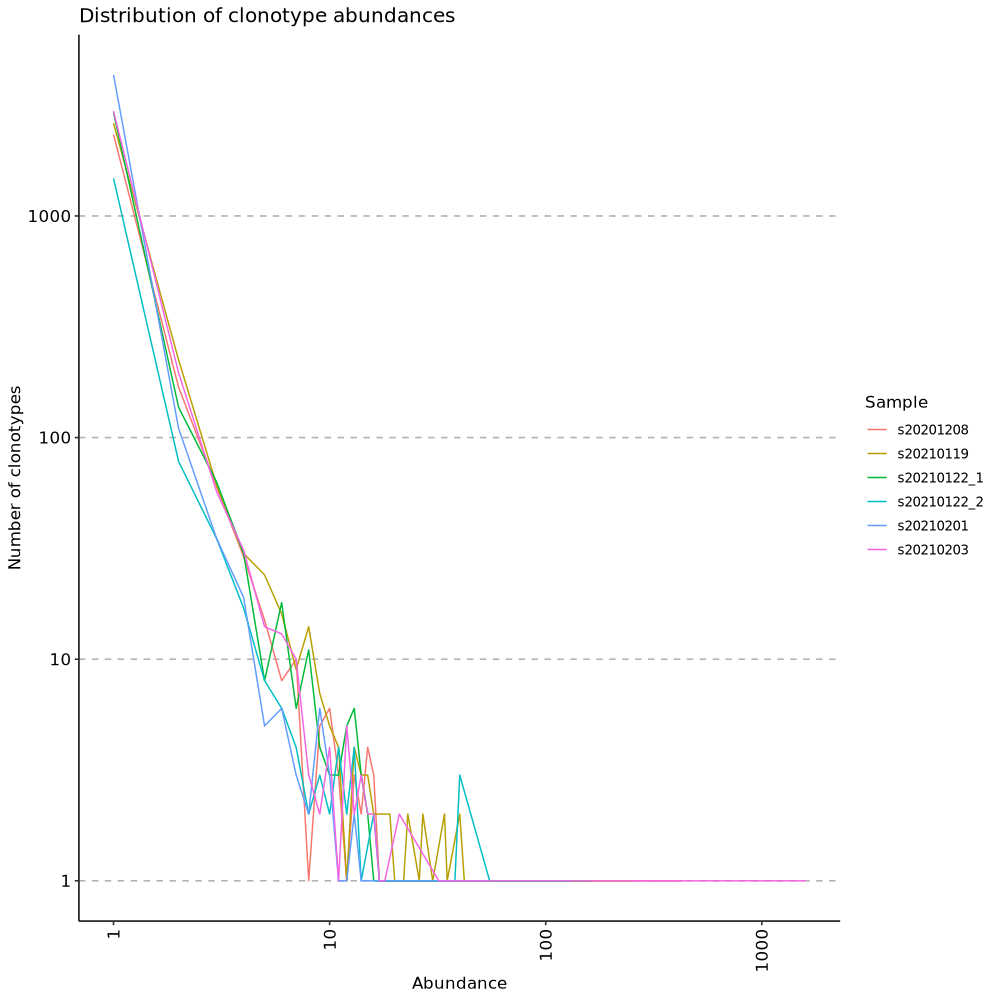 Distribution of clonotype abundances
Number of clonotypes
1000
100
10
1
1
10
100
1000
Abundance
Sample
s20201208
s20210119
s20210122_1
s20210122_2
s20210201
s20210203